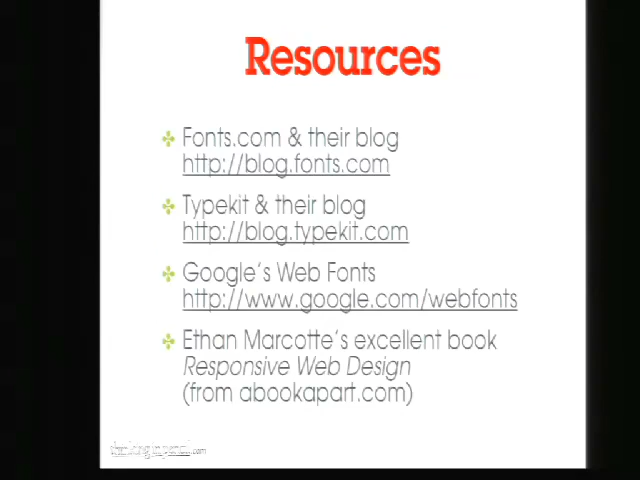 Resources
Fonts.com & their blog
http://blog.fonts.com
Typekit & their blog
http://blog.typekit.com
Google's Web Fonts
http://www.google.com/webfonts
Ethan Marcotte's excellent book
Responsive Web Design
(from abookapart.com)